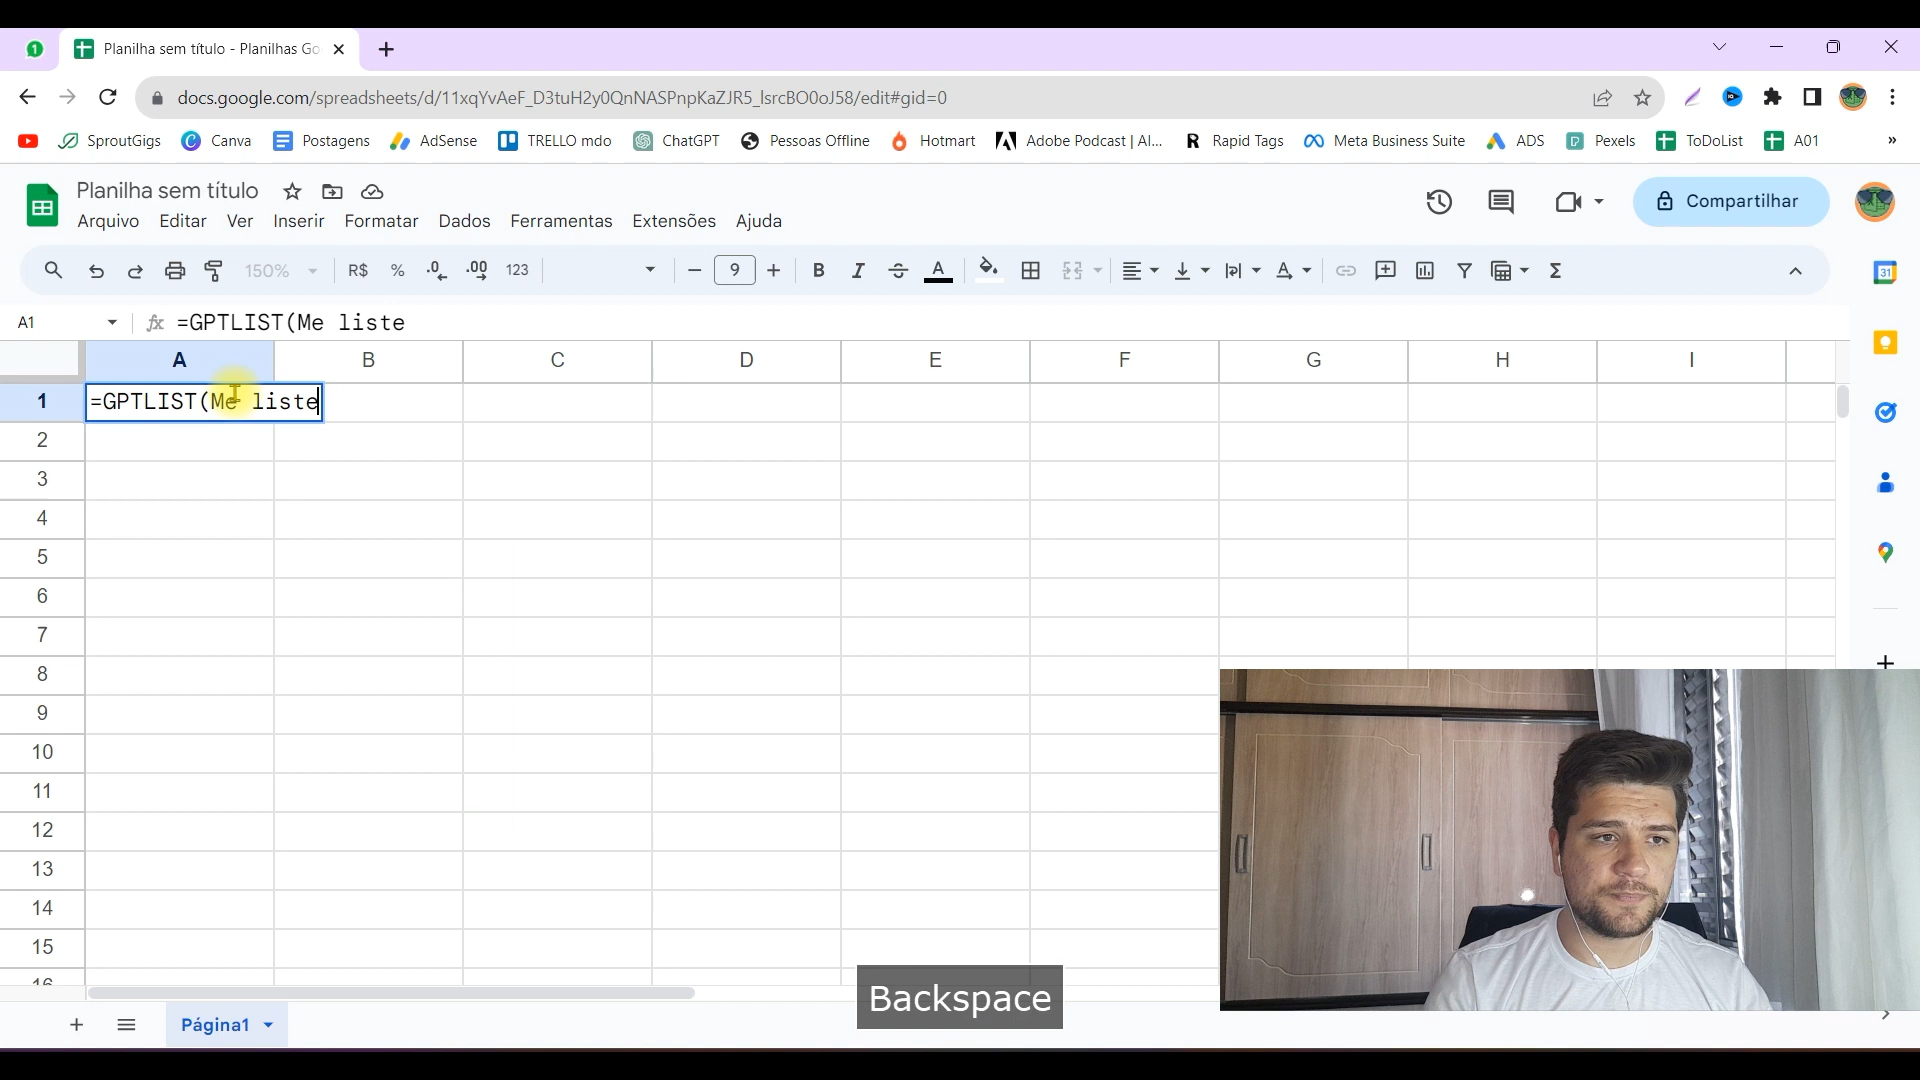 1
Planilha sem título - Planilhas Go
docs.google.com/spreadsheets/d/11xqYvAeF_D3tuH2y0QnNASPnpKaZJR5_lsrcBO0oJ58/edit#gid=0
SproutGigs Canva Postagens AdSense TRELLO mdo ChatGPT Pessoas Offline Hotmart Adobe Podcast | AI... Rapid Tags Meta Business Suite ADS Pexels ToDoList A01 »
Planilha sem título
Arquivo Editar Ver Inserir Formatar Dados Ferramentas Extensões Ajuda
Compartilhar
150% R$ % .0 .00 123 9 B I S A Σ
31
A1 fx =GPTLIST(Me liste
A B C D E F G H I
1 =GPTLIST(Me liste
2
3
4
5
6
7
8
9
10
11
12
13
14
15
16
Backspace
Página1